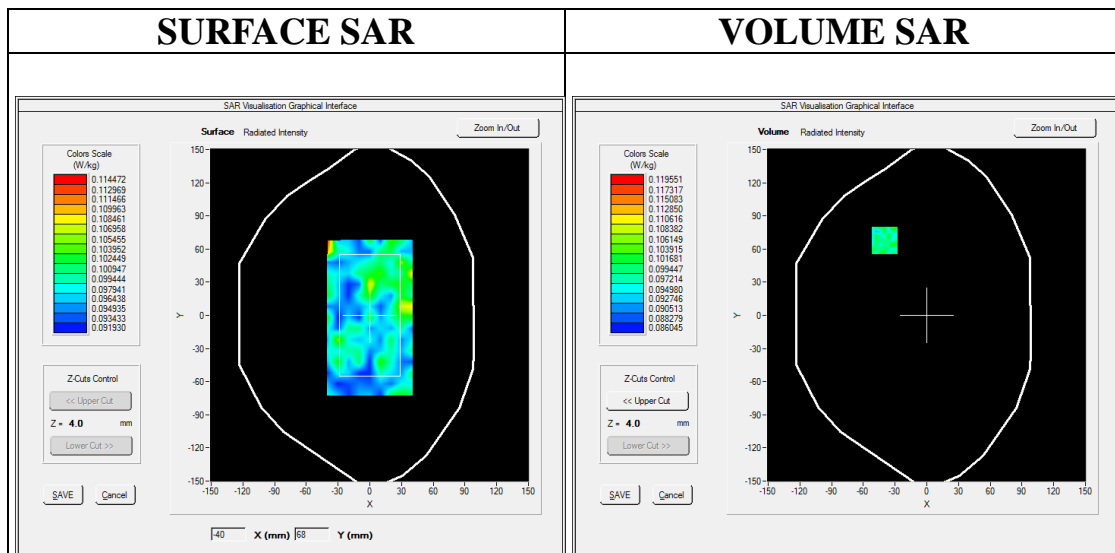 SURFACE SAR
VOLUME SAR
SAR Visualisation Graphical Interface
Surface Radiated Intensity
Zoom In/Out
Colors Scale
(W/kg)
0.114472
0.112969
0.111466
0.109963
0.108461
0.106958
0.105455
0.103952
0.102449
0.100947
0.099444
0.097941
0.096438
0.094935
0.093433
0.091930
Z-Cuts Control
<< Upper Cut
Z = 4.0 mm
Lower Cut >>
SAVE Cancel
150
120
90
60
30
0
-30
-60
-90
-120
-150
Y
-150 -120 -90 -60 -30 0 30 60 90 120 150
X
-40 X (mm) 68 Y (mm)
SAR Visualisation Graphical Interface
Volume Radiated Intensity
Zoom In/Out
Colors Scale
(W/kg)
0.119551
0.117317
0.115083
0.112850
0.110616
0.108382
0.106149
0.103915
0.101681
0.099447
0.097214
0.094980
0.092746
0.090513
0.088279
0.086045
Z-Cuts Control
<< Upper Cut
Z = 4.0 mm
Lower Cut >>
SAVE Cancel
150
120
90
60
30
0
-30
-60
-90
-120
-150
Y
-150 -120 -90 -60 -30 0 30 60 90 120 150
X